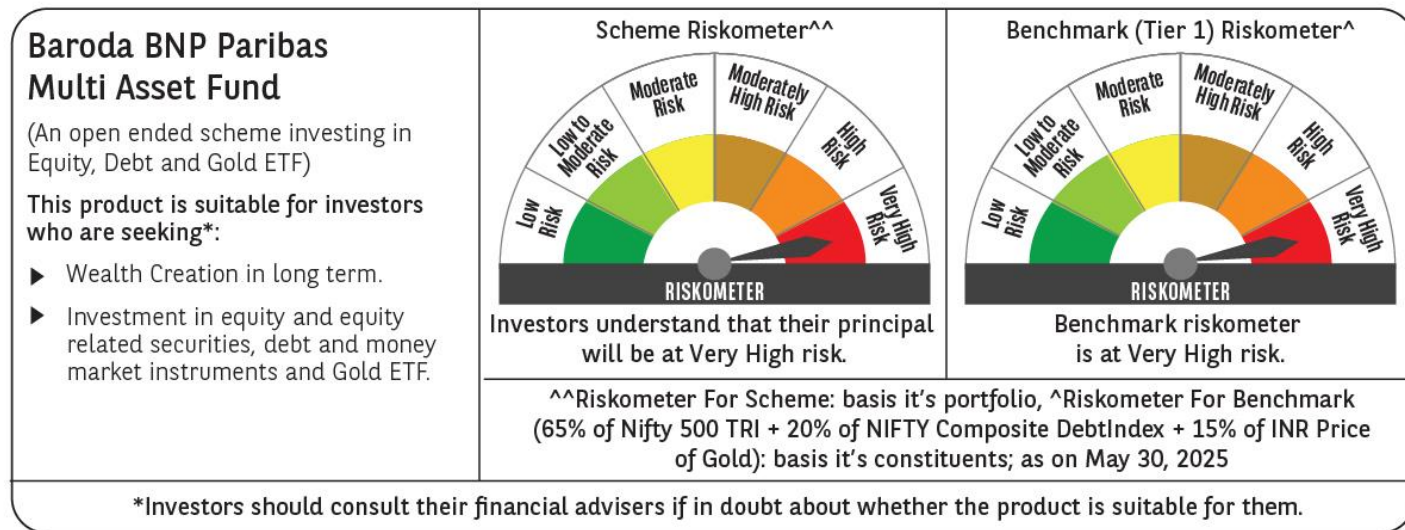 Baroda BNP Paribas
Multi Asset Fund
(An open ended scheme investing in
Equity, Debt and Gold ETF)
This product is suitable for investors
who are seeking*:
▶ Wealth Creation in long term.
▶ Investment in equity and equity
related securities, debt and money
market instruments and Gold ETF.
Scheme Riskometer^^
Low
Risk
Low to
Moderate
Risk
Moderate
Risk
Moderately
High Risk
High
Risk
Very High
Risk
RISKOMETER
Investors understand that their principal
will be at Very High risk.
Benchmark (Tier 1) Riskometer^
Low
Risk
Low to
Moderate
Risk
Moderate
Risk
Moderately
High Risk
High
Risk
Very High
Risk
RISKOMETER
Benchmark riskometer
is at Very High risk.
^^Riskometer For Scheme: basis it's portfolio, ^Riskometer For Benchmark
(65% of Nifty 500 TRI + 20% of NIFTY Composite DebtIndex + 15% of INR Price
of Gold): basis it's constituents; as on May 30, 2025
*Investors should consult their financial advisers if in doubt about whether the product is suitable for them.